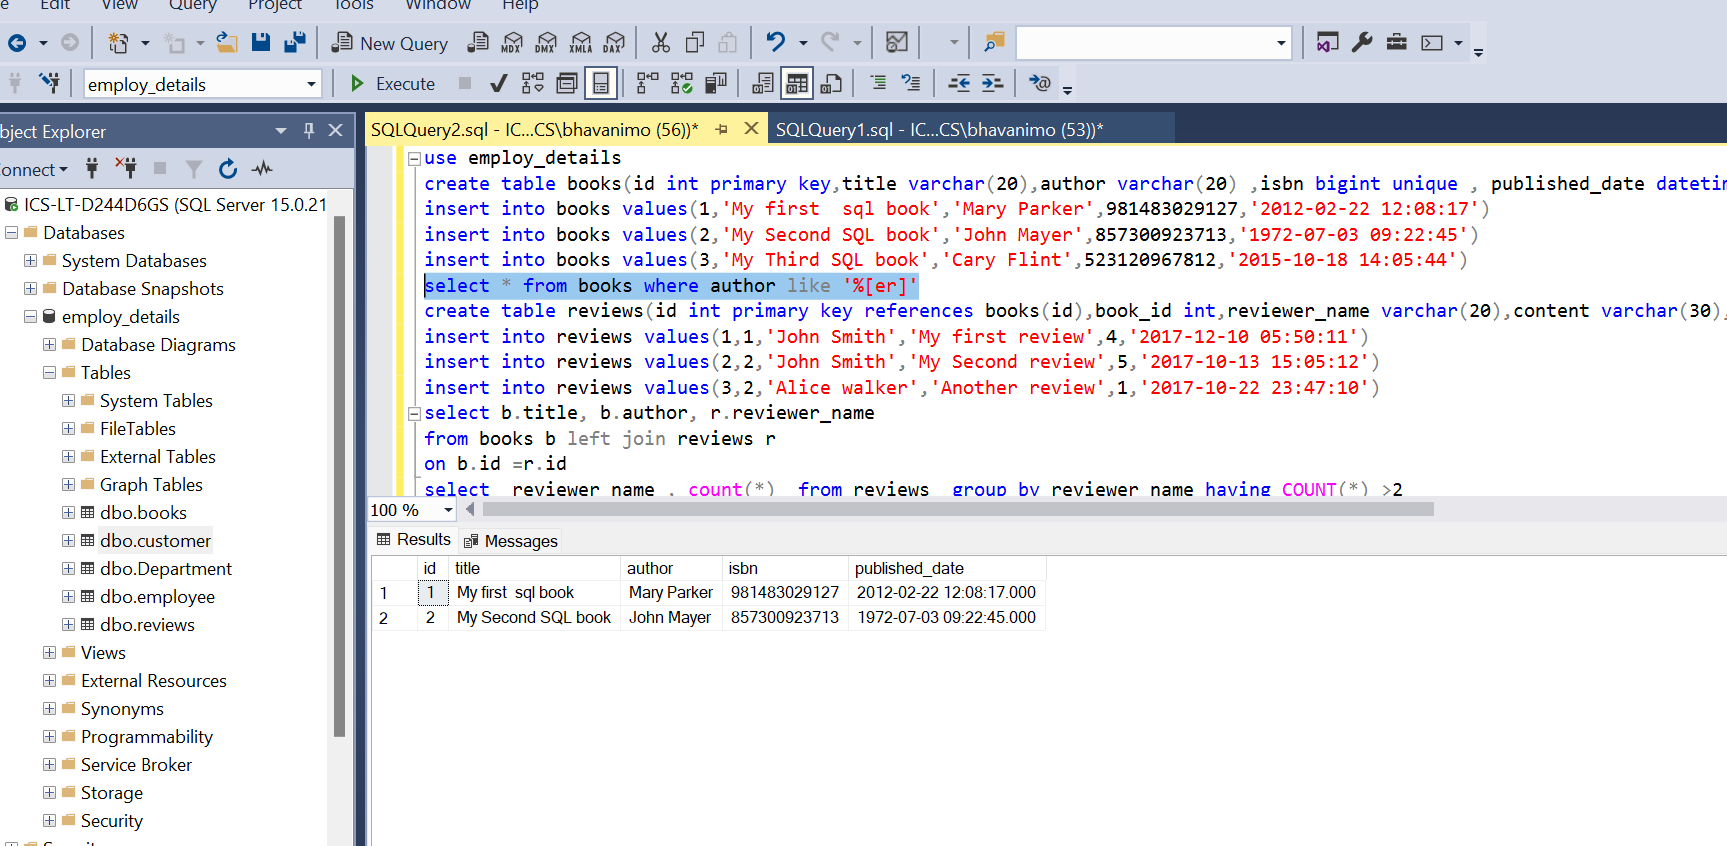 Edit View Query Project Tools Window Help
New Query MDX DMX XMLA DAX
employ_details Execute
bject Explorer
onnect
ICS-LT-D244D6GS (SQL Server 15.0.21
Databases
System Databases
Database Snapshots
employ_details
Database Diagrams
Tables
System Tables
FileTables
External Tables
Graph Tables
dbo.books
dbo.customer
dbo.Department
dbo.employee
dbo.reviews
Views
External Resources
Synonyms
Programmability
Service Broker
Storage
Security
SQLQuery2.sql - IC...CS\bhavanimo (56))* SQLQuery1.sql - IC...CS\bhavanimo (53))*
use employ_details
create table books(id int primary key,title varchar(20),author varchar(20) ,isbn bigint unique , published_date datetim
insert into books values(1,'My first  sql book','Mary Parker',981483029127,'2012-02-22 12:08:17')
insert into books values(2,'My Second SQL book','John Mayer',857300923713,'1972-07-03 09:22:45')
insert into books values(3,'My Third SQL book','Cary Flint',523120967812,'2015-10-18 14:05:44')
select * from books where author like '%[er]'
create table reviews(id int primary key references books(id),book_id int,reviewer_name varchar(20),content varchar(30),
insert into reviews values(1,1,'John Smith','My first review',4,'2017-12-10 05:50:11')
insert into reviews values(2,2,'John Smith','My Second review',5,'2017-10-13 15:05:12')
insert into reviews values(3,2,'Alice walker','Another review',1,'2017-10-22 23:47:10')
select b.title, b.author, r.reviewer_name
from books b left join reviews r
on b.id =r.id
select  reviewer_name , count(*)  from reviews  group by reviewer_name having COUNT(*) >2
100 %
Results Messages
id title author isbn published_date
1 1 My first  sql book Mary Parker 981483029127 2012-02-22 12:08:17.000
2 2 My Second SQL book John Mayer 857300923713 1972-07-03 09:22:45.000